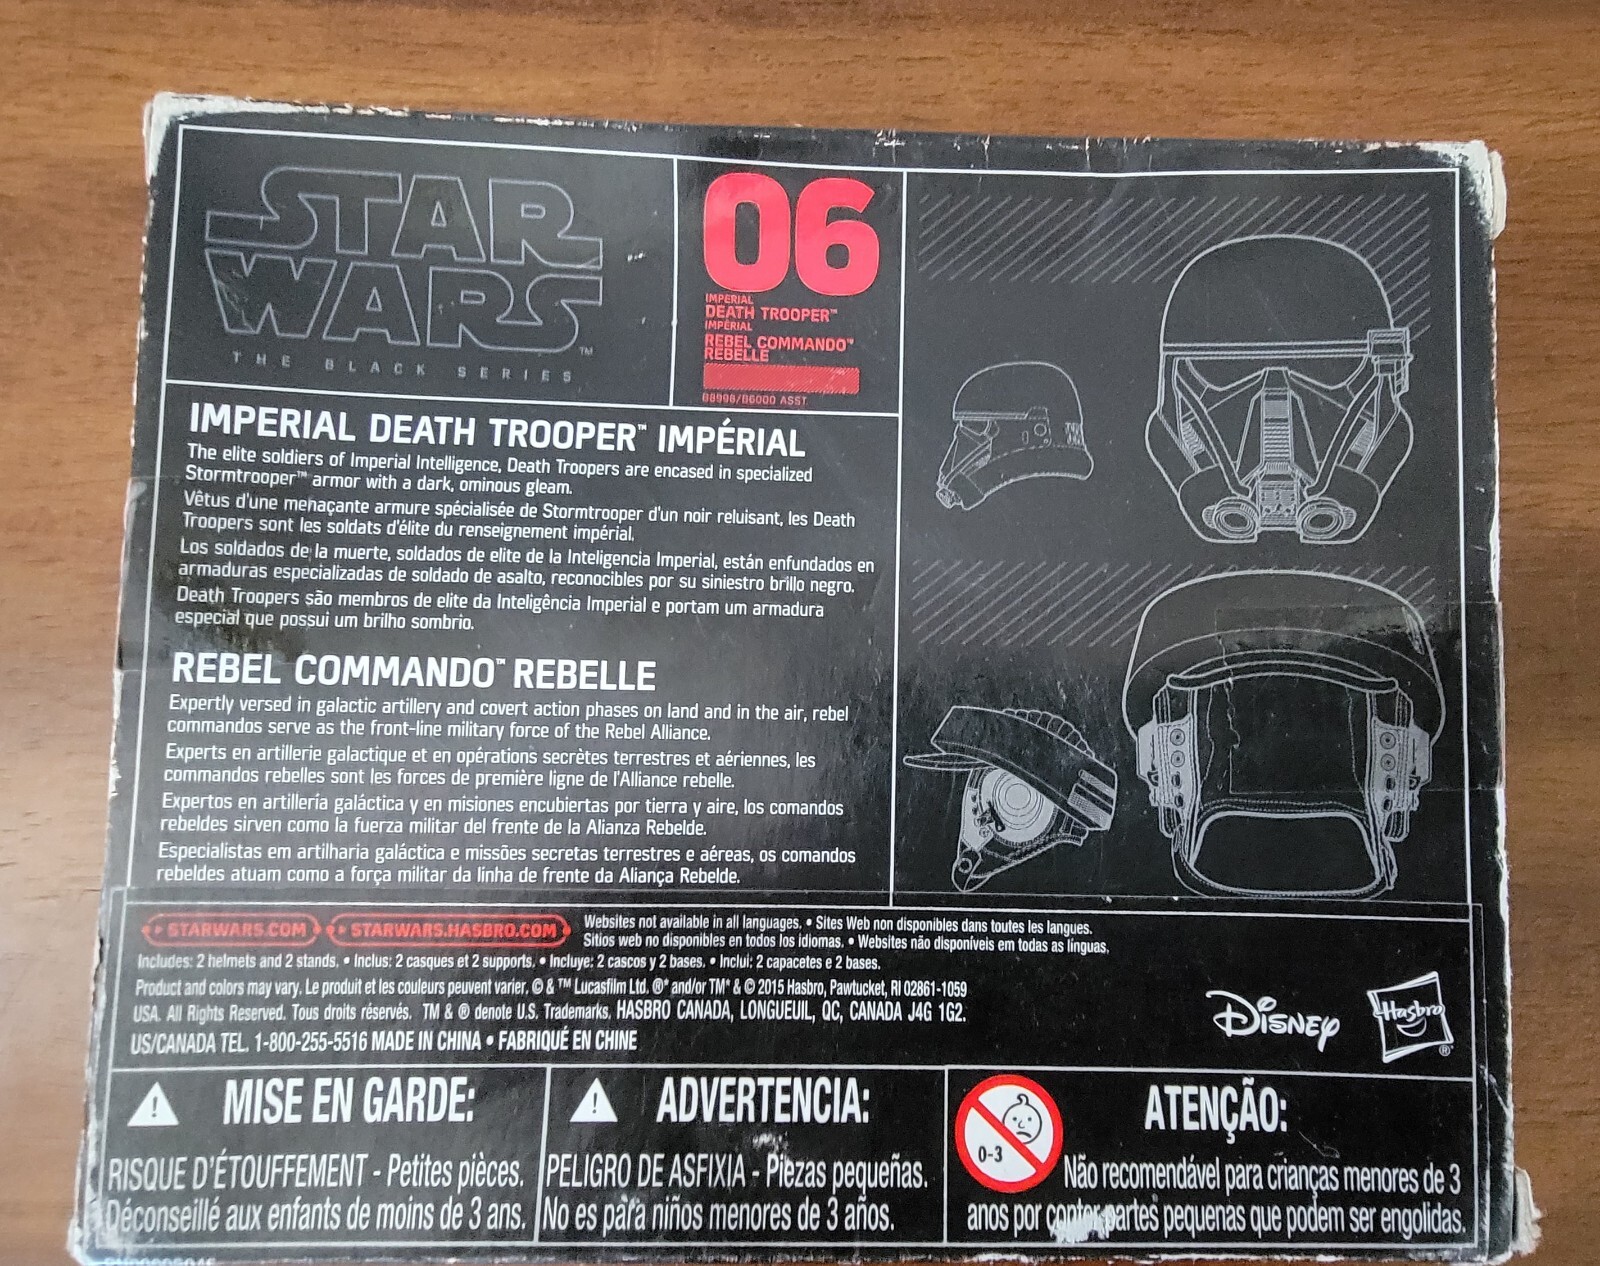 STAR
WARS™
THE BLACK SERIES
06
IMPERIAL
DEATH TROOPER™
IMPÉRIAL
REBEL COMMANDO™
REBELLE
B8998/B6000 ASST.
IMPERIAL DEATH TROOPER™ IMPÉRIAL
The elite soldiers of Imperial Intelligence, Death Troopers are encased in specialized
Stormtrooper™ armor with a dark, ominous gleam.
Vêtus d'une menaçante armure spécialisée de Stormtrooper d'un noir reluisant, les Death
Troopers sont les soldats d'élite du renseignement impérial.
Los soldados de la muerte, soldados de elite de la Inteligencia Imperial, están enfundados en
armaduras especializadas de soldado de asalto, reconocibles por su siniestro brillo negro.
Death Troopers são membros de elite da Inteligência Imperial e portam um armadura
especial que possui um brilho sombrio.
REBEL COMMANDO™ REBELLE
Expertly versed in galactic artillery and covert action phases on land and in the air, rebel
commandos serve as the front-line military force of the Rebel Alliance.
Experts en artillerie galactique et en opérations secrètes terrestres et aériennes, les
commandos rebelles sont les forces de première ligne de l'Alliance rebelle.
Expertos en artillería galáctica y en misiones encubiertas por tierra y aire, los comandos
rebeldes sirven como la fuerza militar del frente de la Alianza Rebelde.
Especialistas em artilharia galáctica e missões secretas terrestres e aéreas, os comandos
rebeldes atuam como a força militar da linha de frente da Aliança Rebelde.
STARWARS.COM STARWARS.HASBRO.COM
Websites not available in all languages. • Sites Web non disponibles dans toutes les langues.
Sitios web no disponibles en todos los idiomas. • Websites não disponíveis em todas as línguas.
Includes: 2 helmets and 2 stands. • Inclus: 2 casques et 2 supports. • Incluye: 2 cascos y 2 bases. • Inclui: 2 capacetes e 2 bases.
Product and colors may vary. Le produit et les couleurs peuvent varier. © & ™ Lucasfilm Ltd. ®* and/or TM* & © 2015 Hasbro, Pawtucket, RI 02861-1059
USA. All Rights Reserved. Tous droits réservés. TM & ® denote U.S. Trademarks. HASBRO CANADA, LONGUEUIL, QC, CANADA J4G 1G2.
US/CANADA TEL. 1-800-255-5516 MADE IN CHINA • FABRIQUÉ EN CHINE
Disney
Hasbro®
MISE EN GARDE:
RISQUE D'ÉTOUFFEMENT - Petites pièces.
Déconseillé aux enfants de moins de 3 ans.
ADVERTENCIA:
PELIGRO DE ASFIXIA - Piezas pequeñas.
No es para niños menores de 3 años.
0-3
ATENÇÃO:
Não recomendável para crianças menores de 3
anos por conter partes pequenas que podem ser engolidas.